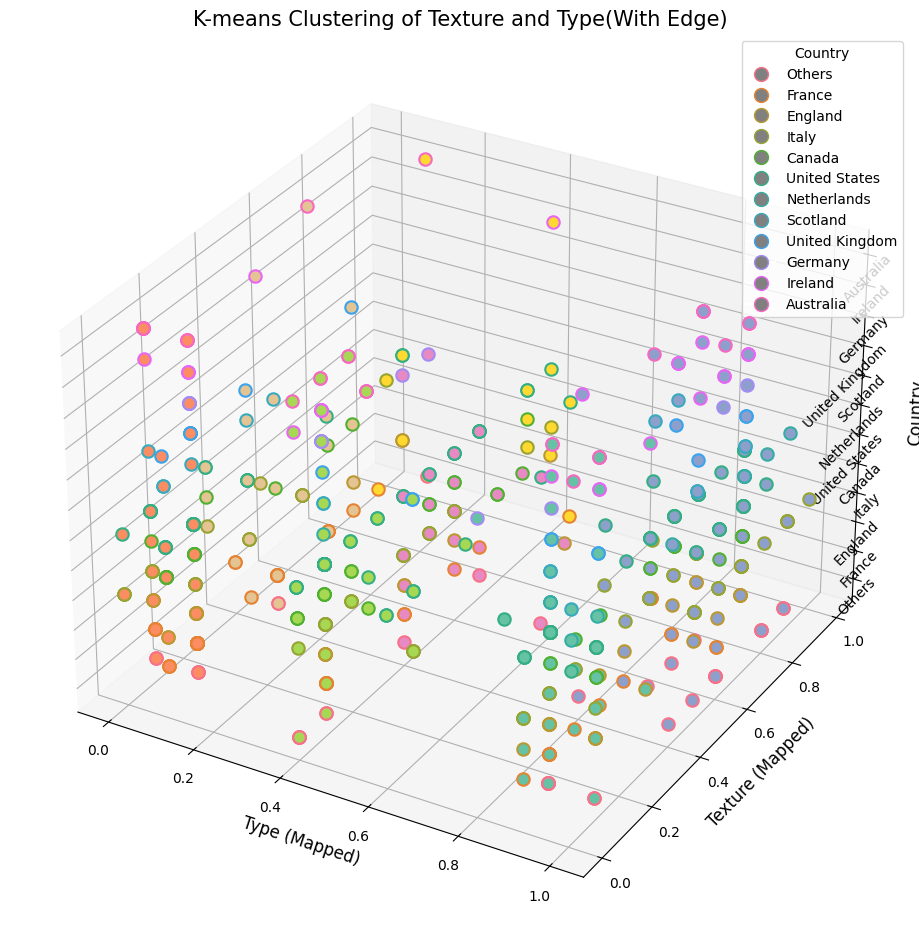 K-means Clustering of Texture and Type(With Edge)
Country
Others
France
England
Italy
Canada
United States
Netherlands
Scotland
United Kingdom
Germany
Ireland
Australia
Australia
Ireland
Germany
United Kingdom
Scotland
Netherlands
United States
Canada
Italy
England
France
Others
Country
0.0
0.2
0.4
0.6
0.8
1.0
Type (Mapped)
0.0
0.2
0.4
0.6
0.8
1.0
Texture (Mapped)